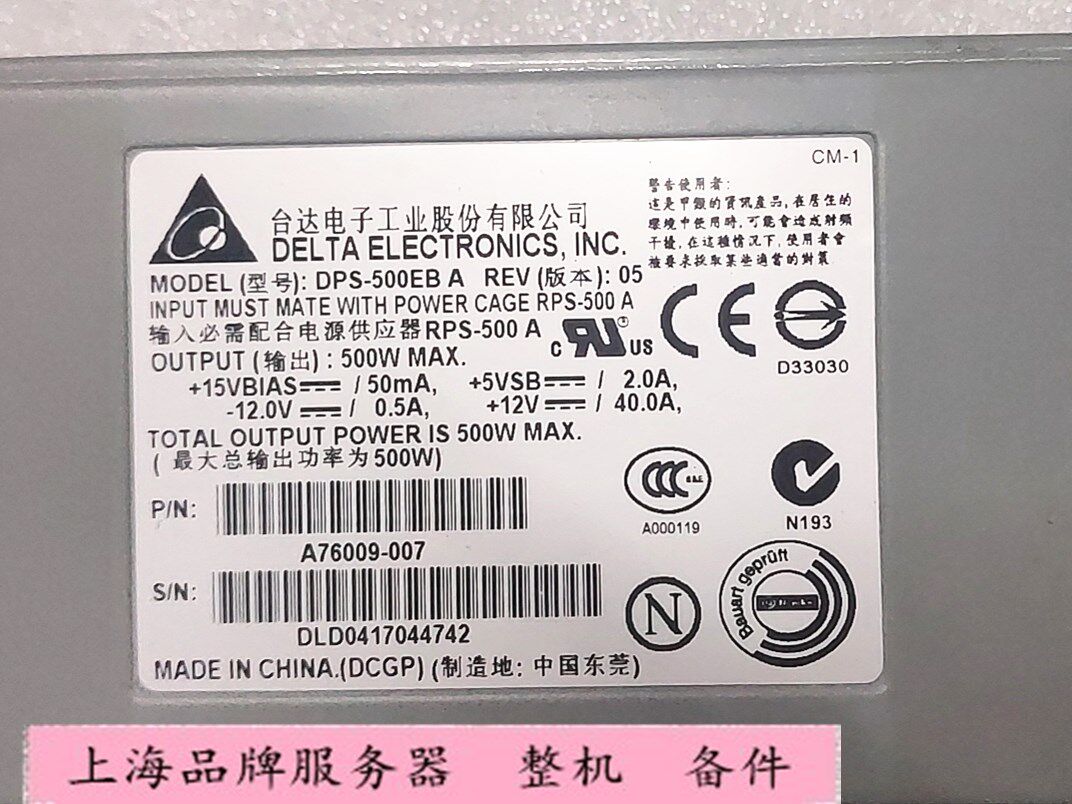 CM-1
台达电子工业股份有限公司
DELTA ELECTRONICS, INC.
警告使用者:
這是甲類的資訊產品, 在居住的
環境中使用時, 可能會造成射頻
干擾, 在這種情況下, 使用者會
被要求採取某些適當的對策
MODEL (型号): DPS-500EB A REV (版本): 05
INPUT MUST MATE WITH POWER CAGE RPS-500 A
输入必需配合电源供应器RPS-500 A
OUTPUT (输出): 500W MAX.
+15VBIAS⎓ / 50mA, +5VSB⎓ / 2.0A,
-12.0V ⎓ / 0.5A, +12V⎓ / 40.0A,
TOTAL OUTPUT POWER IS 500W MAX.
( 最大总输出功率为500W)
c RU US
CE
D33030
P/N:
A76009-007
S/N:
DLD0417044742
MADE IN CHINA.(DCGP) (制造地: 中国东莞)
CCC
A000119
N193
N
Bauart geprüft
上海品牌服务器 整机 备件